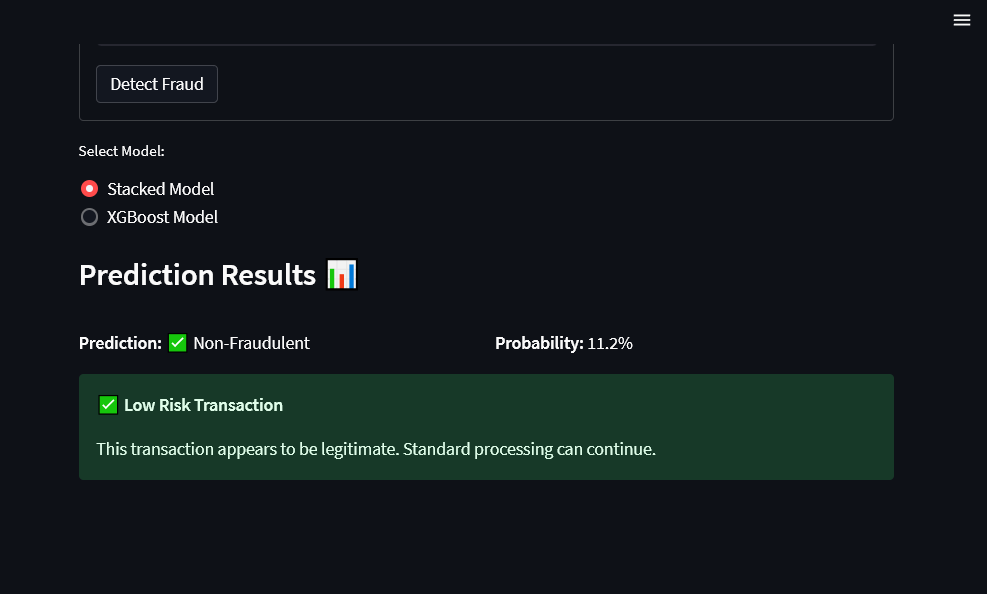 Detect Fraud
Select Model:
Stacked Model
XGBoost Model
Prediction Results 📊
Prediction: ✅ Non-Fraudulent
Probability: 11.2%
✅ Low Risk Transaction
This transaction appears to be legitimate. Standard processing can continue.